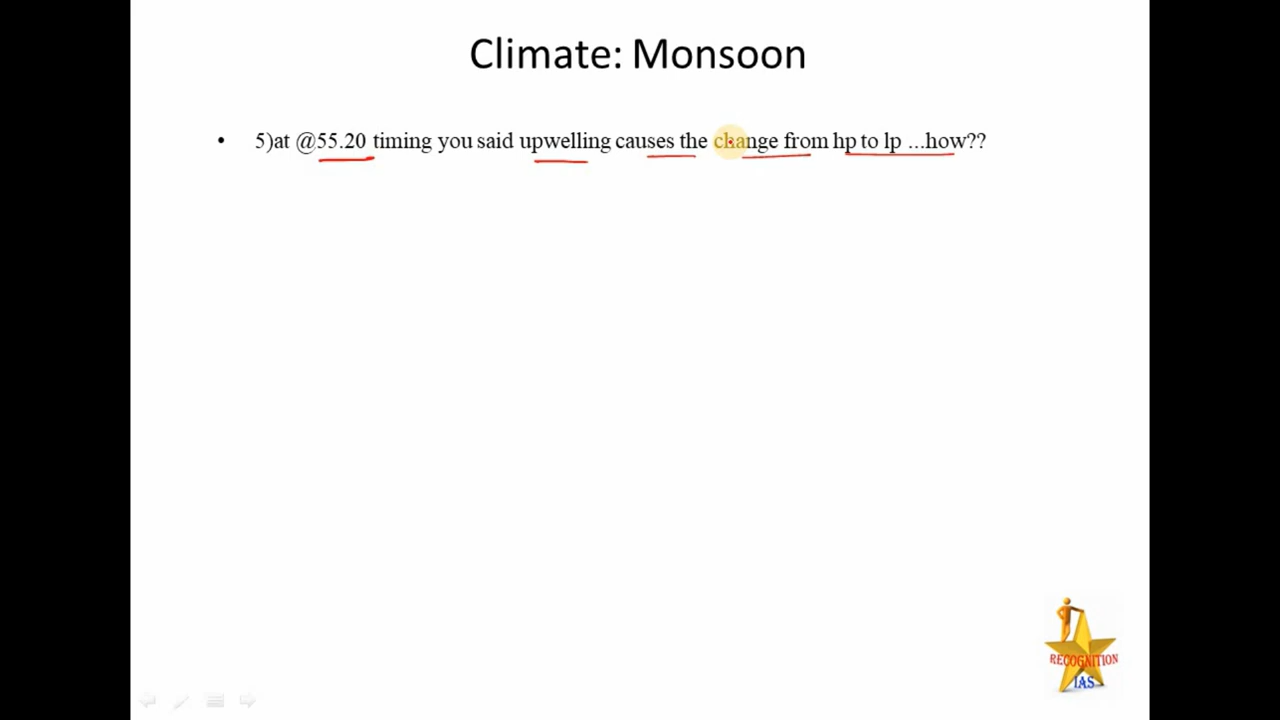 Climate: Monsoon
• 5)at @55.20 timing you said upwelling causes the change from hp to lp ...how??
RECOGNITION
IAS